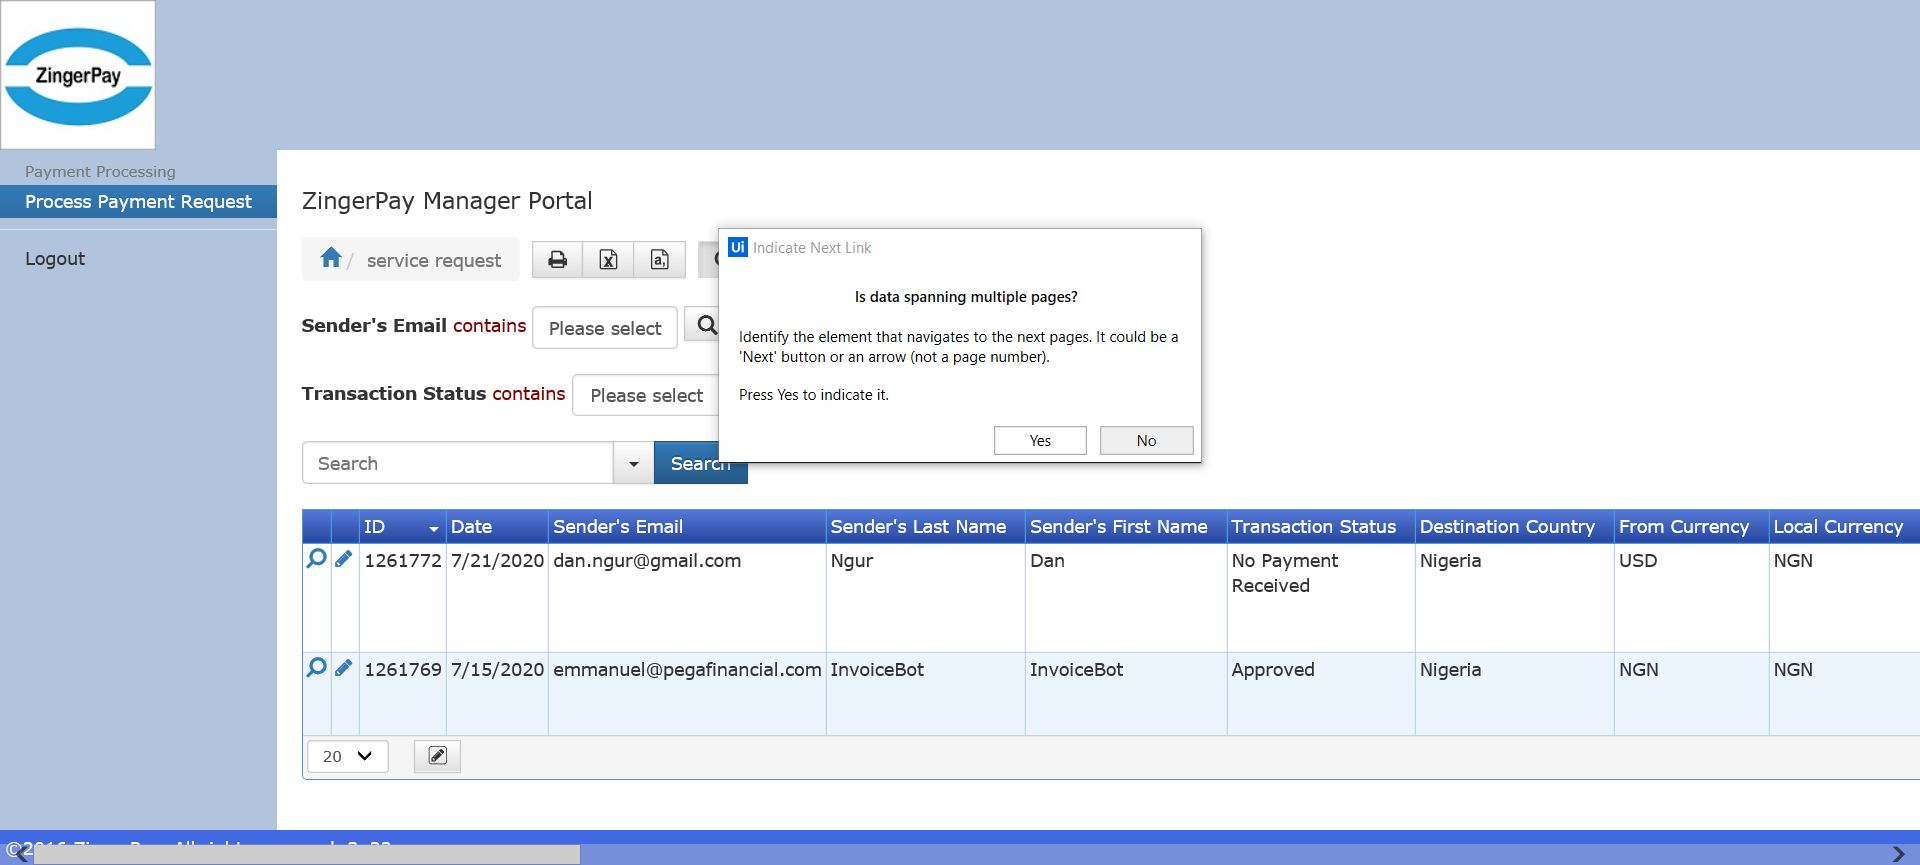 ZingerPay
Payment Processing
Process Payment Request
Logout
ZingerPay Manager Portal
/ service request
Sender's Email contains Please select
Transaction Status contains Please select
Search Search
Ui Indicate Next Link
Is data spanning multiple pages?
Identify the element that navigates to the next pages. It could be a
'Next' button or an arrow (not a page number).
Press Yes to indicate it.
Yes No
ID Date Sender's Email Sender's Last Name Sender's First Name Transaction Status Destination Country From Currency Local Currency
1261772 7/21/2020 dan.ngur@gmail.com Ngur Dan No Payment Nigeria USD NGN
Received
1261769 7/15/2020 emmanuel@pegafinancial.com InvoiceBot InvoiceBot Approved Nigeria NGN NGN
20